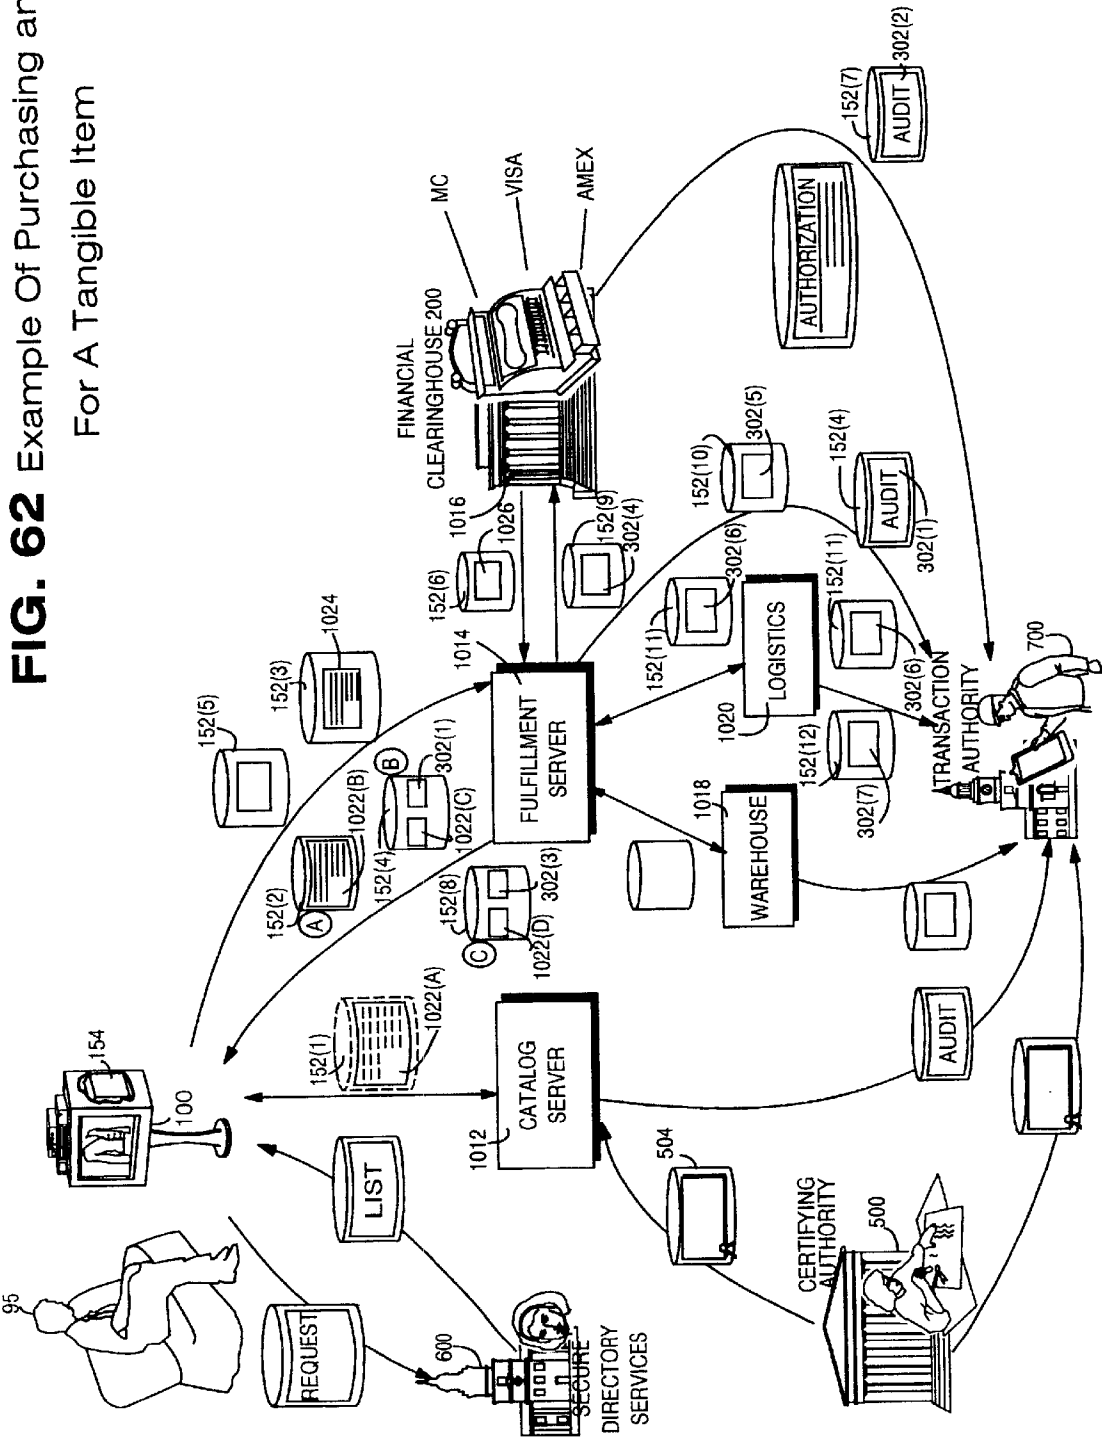 FIG. 62 Example Of Purchasing an
For A Tangible Item
95
154
100
REQUEST
LIST
600
SECURE
DIRECTORY
SERVICES
152(1)
1022(A)
CATALOG
SERVER
1012
504
CERTIFYING
AUTHORITY
500
152(5)
152(3)
1024
152(2)
A
1022(B)
152(4)
B
302(1)
1022(C)
152(8)
C
302(3)
1022(D)
FULFILLMENT
SERVER
1014
152(6)
1016
1026
FINANCIAL
CLEARINGHOUSE 200
MC
VISA
AMEX
152(9)
302(4)
152(10)
302(5)
152(11)
302(6)
LOGISTICS
1020
WAREHOUSE
1018
152(11)
302(6)
152(12)
302(7)
AUDIT
152(4)
302(1)
AUTHORIZATION
AUDIT
152(7)
302(2)
TRANSACTION
AUTHORITY
700
AUDIT